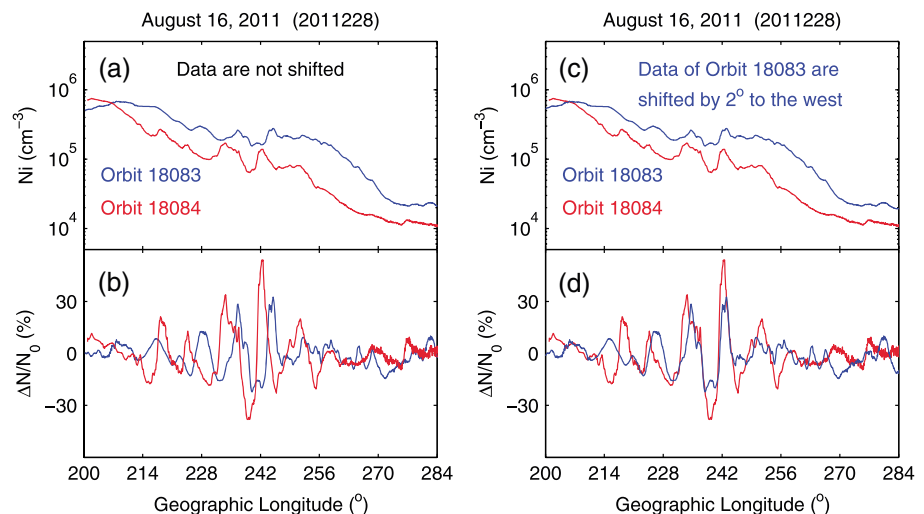 August 16, 2011 (2011228)
(a) Data are not shifted
10⁶
10⁵
10⁴
Ni (cm⁻³)
Orbit 18083
Orbit 18084
(b)
30
0
−30
ΔN/N₀ (%)
200 214 228 242 256 270 284
Geographic Longitude (°)
August 16, 2011 (2011228)
(c) Data of Orbit 18083 are
shifted by 2° to the west
10⁶
10⁵
10⁴
Ni (cm⁻³)
Orbit 18083
Orbit 18084
(d)
30
0
−30
ΔN/N₀ (%)
200 214 228 242 256 270 284
Geographic Longitude (°)